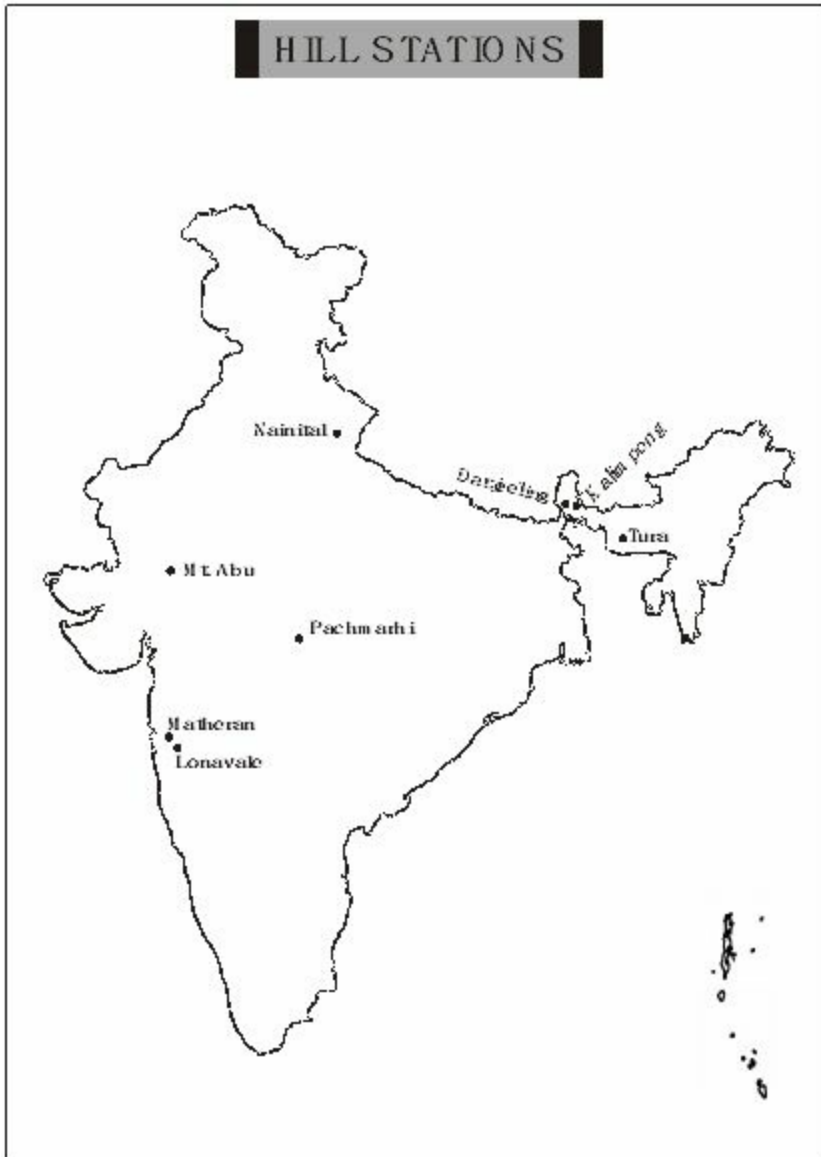 HILL STATIONS
Nainital
Darjeeling
Kalimpong
Tura
Mt. Abu
Pachmarhi
Matheran
Lonavale